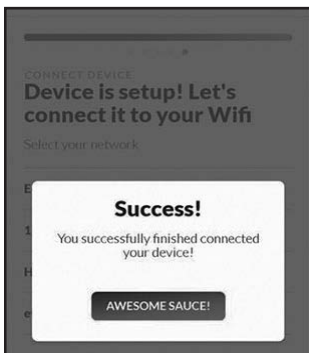 CONNECT DEVICE
Device is setup! Let's
connect it to your Wifi
Select your network
E
1
H
e
Success!
You successfully finished connected
your device!
AWESOME SAUCE!